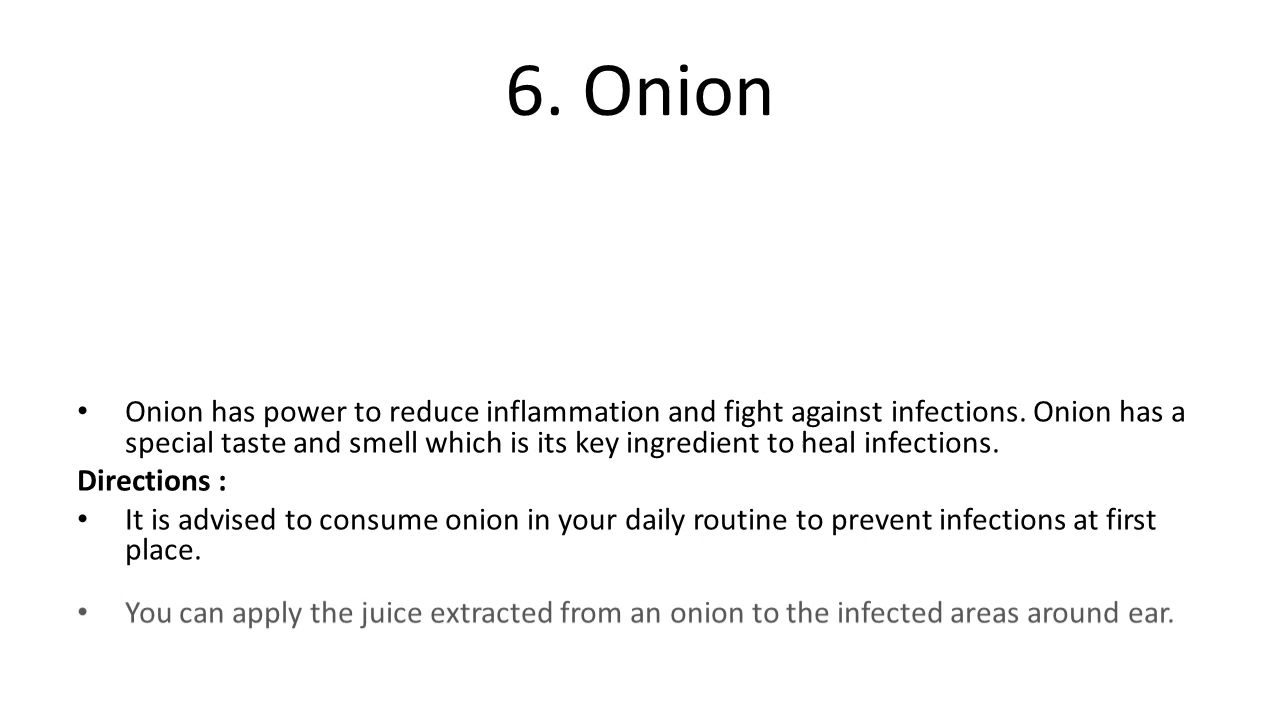 6. Onion
• Onion has power to reduce inflammation and fight against infections. Onion has a
special taste and smell which is its key ingredient to heal infections.
Directions :
• It is advised to consume onion in your daily routine to prevent infections at first
place.
• You can apply the juice extracted from an onion to the infected areas around ear.